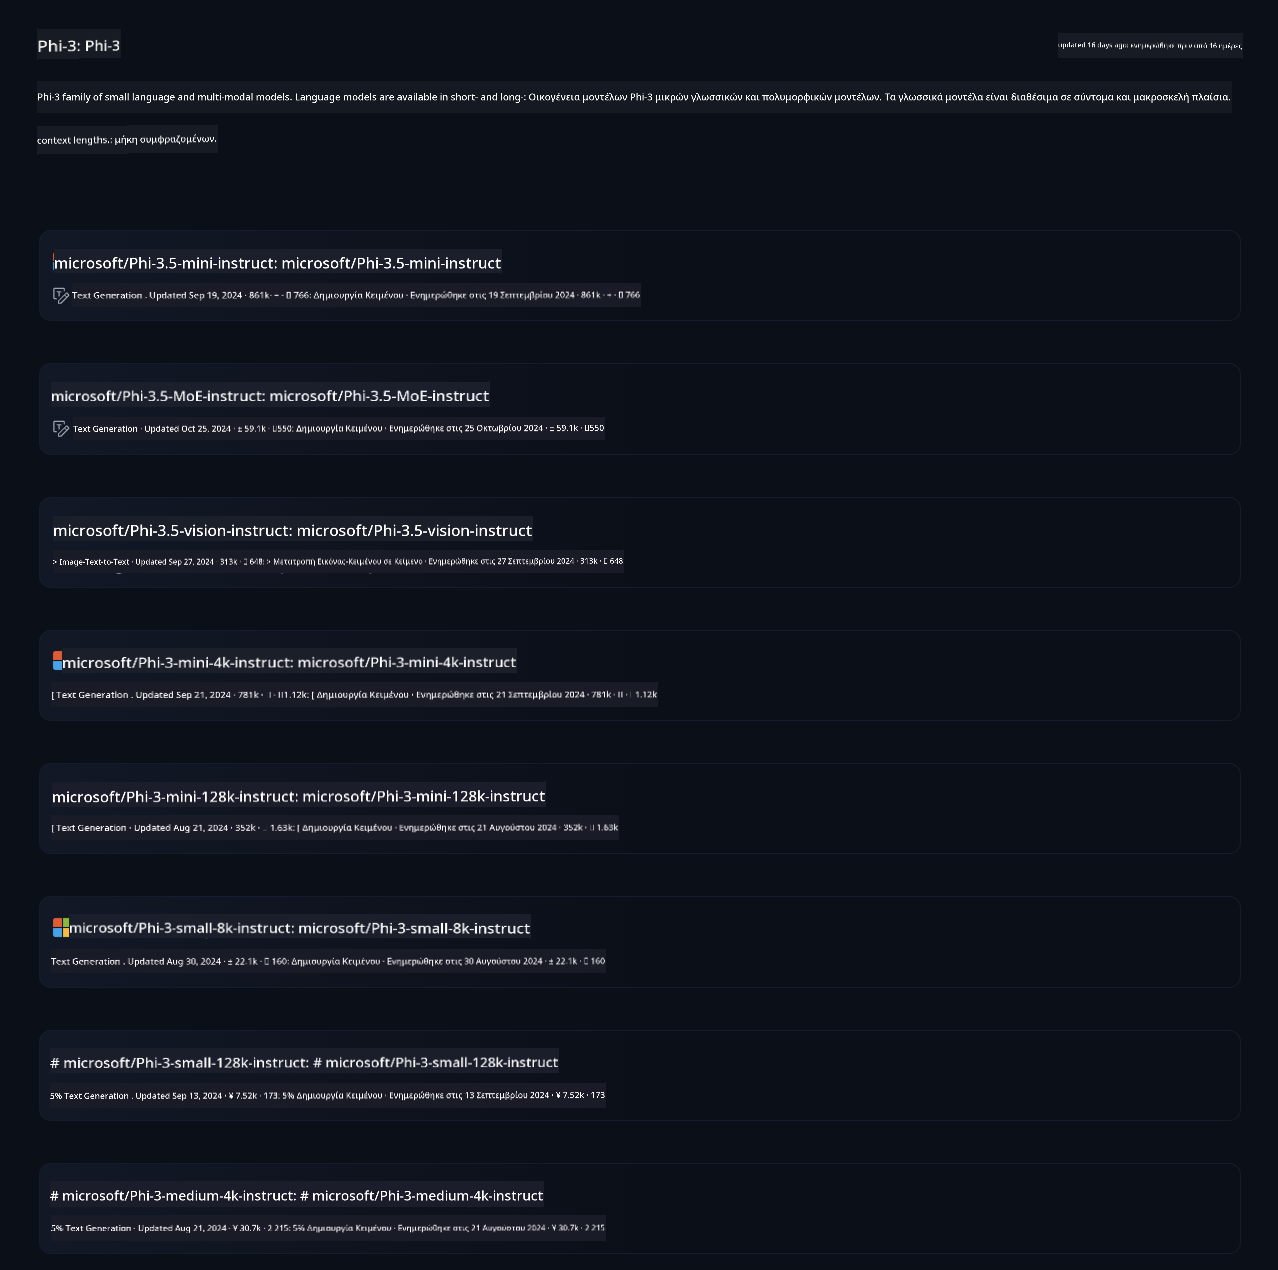 Phi-3: Phi-3
updated 16 days ago: ενημερώθηκε πριν από 16 ημέρες
Phi-3 family of small language and multi-modal models. Language models are available in short- and long-: Οικογένεια μοντέλων Phi-3 μικρών γλωσσικών και πολυμορφικών μοντέλων. Τα γλωσσικά μοντέλα είναι διαθέσιμα σε σύντομα και μακροσκελή πλαίσια.
context lengths.: μήκη συμφραζομένων.
microsoft/Phi-3.5-mini-instruct: microsoft/Phi-3.5-mini-instruct
Text Generation . Updated Sep 19, 2024 · 861k · 766: Δημιουργία Κειμένου · Ενημερώθηκε στις 19 Σεπτεμβρίου 2024 · 861k · 766
microsoft/Phi-3.5-MoE-instruct: microsoft/Phi-3.5-MoE-instruct
Text Generation · Updated Oct 25, 2024 · ± 59.1k · 550: Δημιουργία Κειμένου · Ενημερώθηκε στις 25 Οκτωβρίου 2024 · ± 59.1k · 550
microsoft/Phi-3.5-vision-instruct: microsoft/Phi-3.5-vision-instruct
> Image-Text-to-Text · Updated Sep 27, 2024 313k · 648: > Μετατροπή Εικόνας-Κειμένου σε Κείμενο · Ενημερώθηκε στις 27 Σεπτεμβρίου 2024 · 313k · 648
microsoft/Phi-3-mini-4k-instruct: microsoft/Phi-3-mini-4k-instruct
[ Text Generation . Updated Sep 21, 2024 · 781k · 1.12k: [ Δημιουργία Κειμένου · Ενημερώθηκε στις 21 Σεπτεμβρίου 2024 · 781k · 1.12k
microsoft/Phi-3-mini-128k-instruct: microsoft/Phi-3-mini-128k-instruct
[ Text Generation · Updated Aug 21, 2024 · 352k · 1.63k: [ Δημιουργία Κειμένου · Ενημερώθηκε στις 21 Αυγούστου 2024 · 352k · 1.63k
microsoft/Phi-3-small-8k-instruct: microsoft/Phi-3-small-8k-instruct
Text Generation . Updated Aug 30, 2024 · ± 22.1k · 160: Δημιουργία Κειμένου · Ενημερώθηκε στις 30 Αυγούστου 2024 · ± 22.1k · 160
# microsoft/Phi-3-small-128k-instruct: # microsoft/Phi-3-small-128k-instruct
5% Text Generation . Updated Sep 13, 2024 · ¥ 7.52k · 173: 5% Δημιουργία Κειμένου · Ενημερώθηκε στις 13 Σεπτεμβρίου 2024 · ¥ 7.52k · 173
# microsoft/Phi-3-medium-4k-instruct: # microsoft/Phi-3-medium-4k-instruct
5% Text Generation · Updated Aug 21, 2024 · ¥ 30.7k · 2 215: 5% Δημιουργία Κειμένου · Ενημερώθηκε στις 21 Αυγούστου 2024 · ¥ 30.7k · 2 215